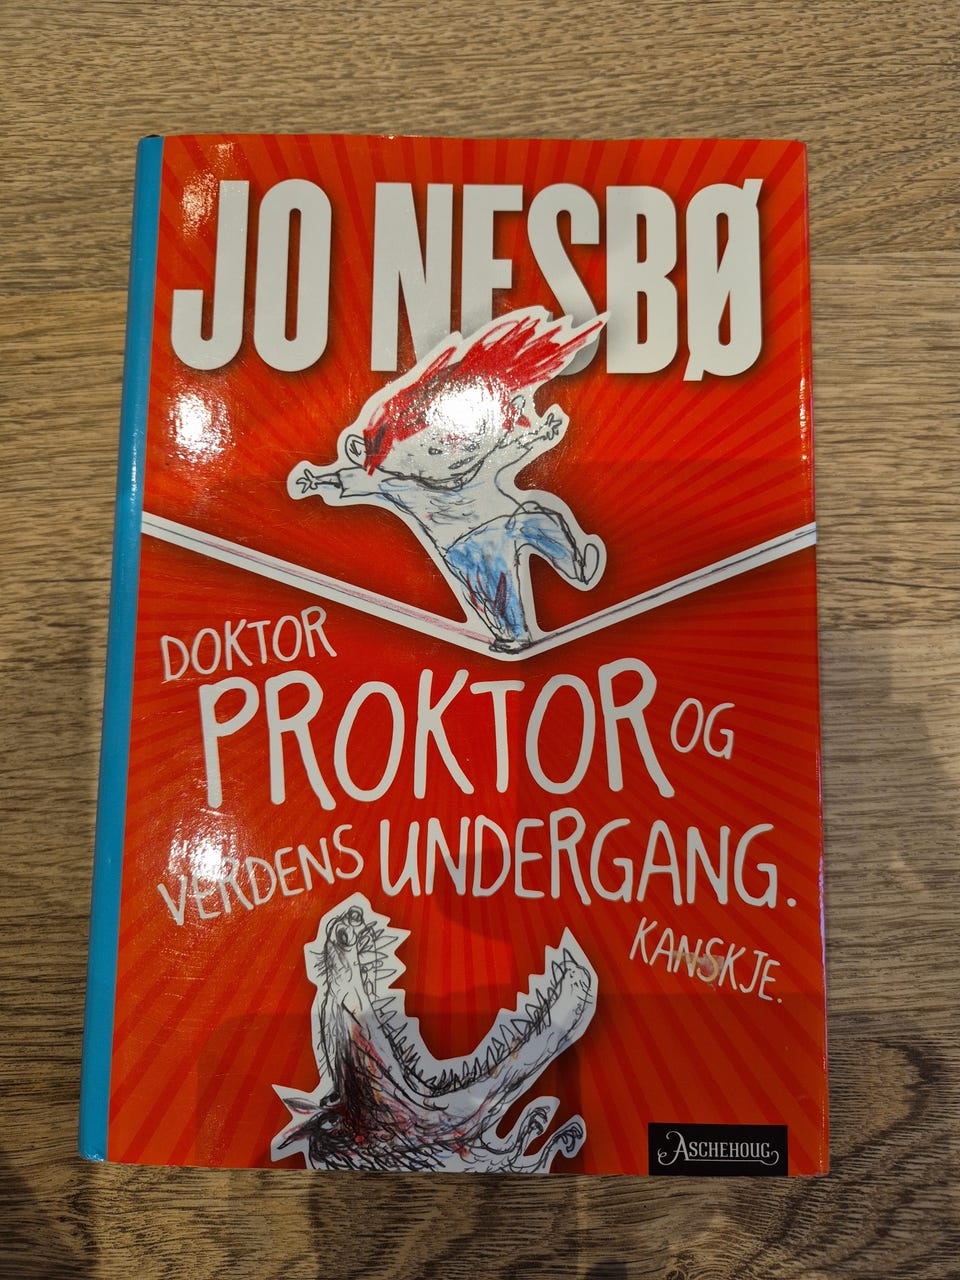 JO NESBØ
DOKTOR
PROKTOR OG
VERDENS UNDERGANG.
KANSKJE.
ASCHEHOUG